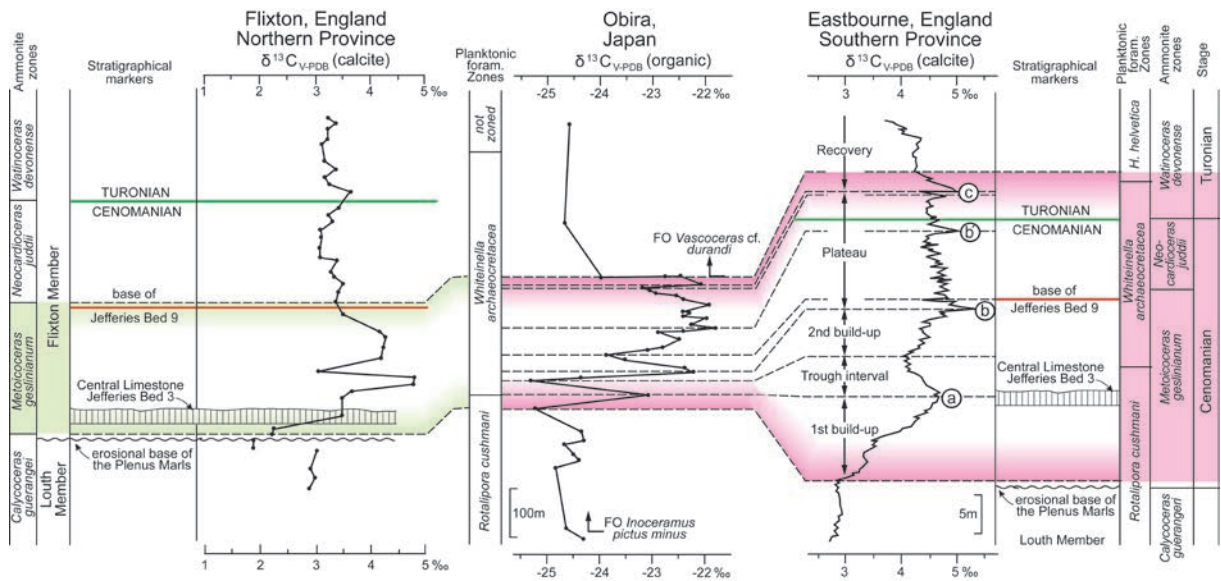 Flixton, England
Northern Province
δ 13C V-PDB (calcite)
Ammonite zones
Stratigraphical markers
1 2 3 4 5 ‰
Watinoceras devonense
Neocardioceras juddii
Metoicoceras geslinianum
Calycoceras guerangei
Flixton Member
Louth Member
TURONIAN
CENOMANIAN
base of
Jefferies Bed 9
Central Limestone
Jefferies Bed 3
erosional base of
the Plenus Marls
1 2 3 4 5 ‰
Obira,
Japan
δ 13C V-PDB (organic)
Planktonic foram. Zones
-25 -24 -23 -22 ‰
not zoned
Whiteinella archaeocretacea
Rotalipora cushmani
FO Vascoceras cf.
durandi
100m
FO Inoceramus
pictus minus
-25 -24 -23 -22 ‰
Eastbourne, England
Southern Province
δ 13C V-PDB (calcite)
Stratigraphical markers
Planktonic foram. Zones
Ammonite zones
Stage
3 4 5 ‰
Recovery
Plateau
2nd build-up
Trough interval
1st build-up
c
b'
b
a
TURONIAN
CENOMANIAN
base of
Jefferies Bed 9
Central Limestone
Jefferies Bed 3
erosional base of
the Plenus Marls
Louth Member
5m
3 4 5 ‰
H. helvetica
Whiteinella archaeocretacea
Rotalipora cushmani
Watinoceras devonense
Neo-
cardioceras
juddii
Metoicoceras geslinianum
Calycoceras guerangeri
Turonian
Cenomanian